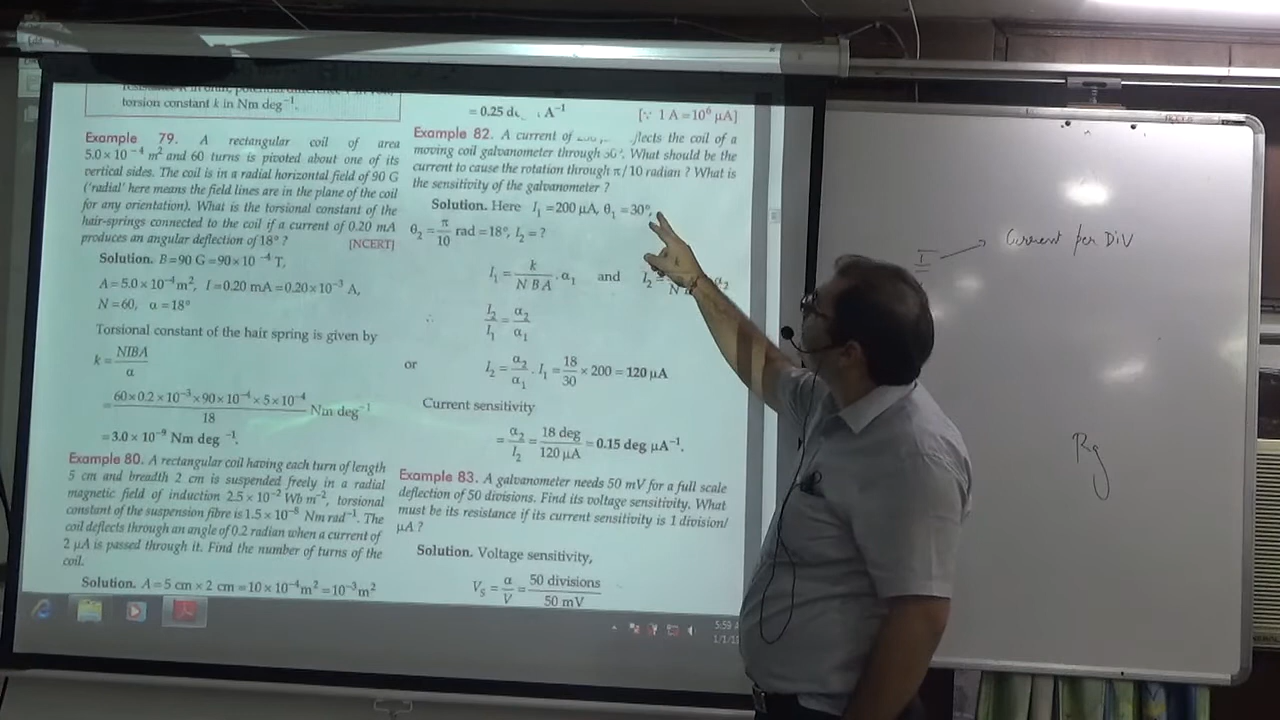 torsion constant k in Nm deg⁻¹.
Example 79. A rectangular coil of area
5.0 × 10⁻⁴ m² and 60 turns is pivoted about one of its
vertical sides. The coil is in a radial horizontal field of 90 G
('radial' here means the field lines are in the plane of the coil
for any orientation). What is the torsional constant of the
hair-springs connected to the coil if a current of 0.20 mA
produces an angular deflection of 18° ? [NCERT]
Solution. B = 90 G = 90 × 10⁻⁴ T,
A = 5.0 × 10⁻⁴ m², I = 0.20 mA = 0.20 × 10⁻³ A,
N = 60, α = 18°
Torsional constant of the hair spring is given by
k = NIBA / α
= 60 × 0.2 × 10⁻³ × 90 × 10⁻⁴ × 5 × 10⁻⁴ / 18 Nm deg⁻¹
= 3.0 × 10⁻⁹ Nm deg⁻¹.
Example 80. A rectangular coil having each turn of length
5 cm and breadth 2 cm is suspended freely in a radial
magnetic field of induction 2.5 × 10⁻² Wb m⁻², torsional
constant of the suspension fibre is 1.5 × 10⁻⁸ Nm rad⁻¹. The
coil deflects through an angle of 0.2 radian when a current of
2 μA is passed through it. Find the number of turns of the
coil.
Solution. A = 5 cm × 2 cm = 10 × 10⁻⁴ m² = 10⁻³ m²
= 0.25 A⁻¹ [∵ 1 A = 10⁶ μA]
Example 82. A current of the coil of a
moving coil galvanometer through 30°. What should be the
current to cause the rotation through π/10 radian ? What is
the sensitivity of the galvanometer ?
Solution. Here I₁ = 200 μA, θ₁ = 30°,
θ₂ = π/10 rad = 18°, I₂ = ?
I₁ = k / NBA . α₁ and I₂ = α₂
∴ I₂ / I₁ = α₂ / α₁
or I₂ = α₂ / α₁ . I₁ = 18/30 × 200 = 120 μA
Current sensitivity
= α₂ / I₂ = 18 deg / 120 μA = 0.15 deg μA⁻¹.
Example 83. A galvanometer needs 50 mV for a full scale
deflection of 50 divisions. Find its voltage sensitivity. What
must be its resistance if its current sensitivity is 1 division/
μA ?
Solution. Voltage sensitivity,
Vₛ = α / V = 50 divisions / 50 mV
5:59
1/1/1
I
Current per DIV
Rg